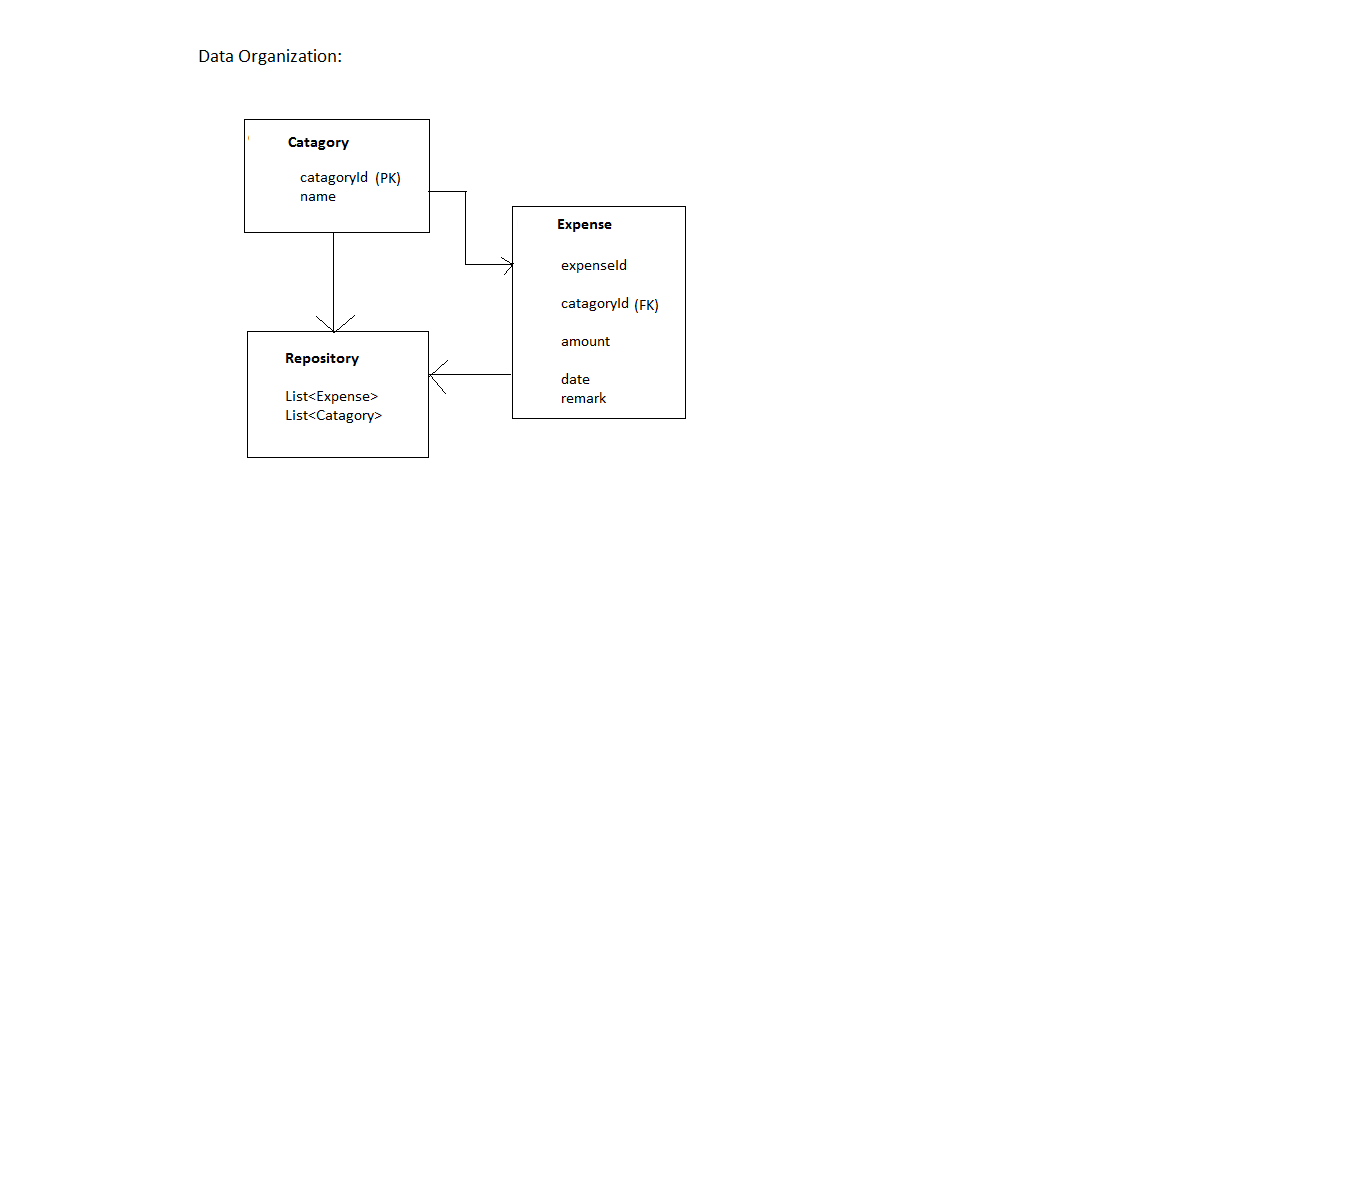 Data Organization:
Catagory
catagoryId (PK)
name
Expense
expenseId
catagoryId (FK)
amount
date
remark
Repository
List<Expense>
List<Catagory>